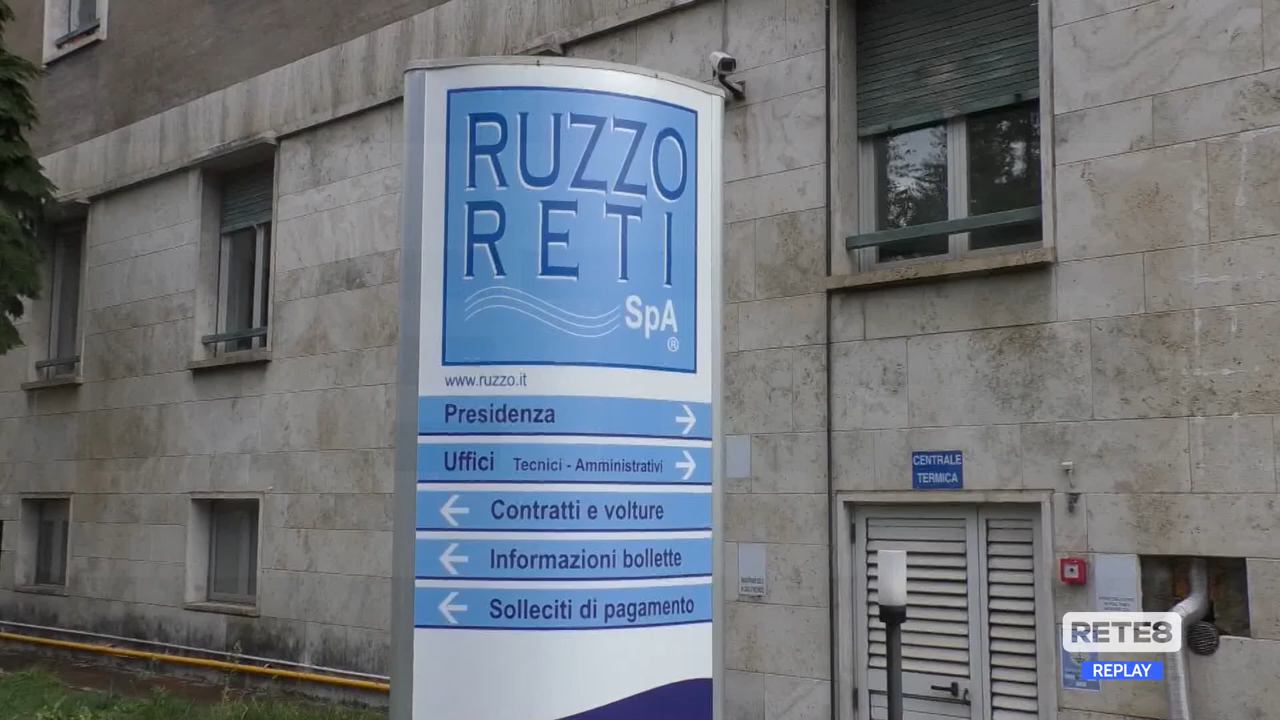 RUZZO
RETI
SpA
®
www.ruzzo.it
Presidenza →
Uffici Tecnici - Amministrativi →
← Contratti e volture
← Informazioni bollette
← Solleciti di pagamento
CENTRALE
TERMICA
RETE8
REPLAY